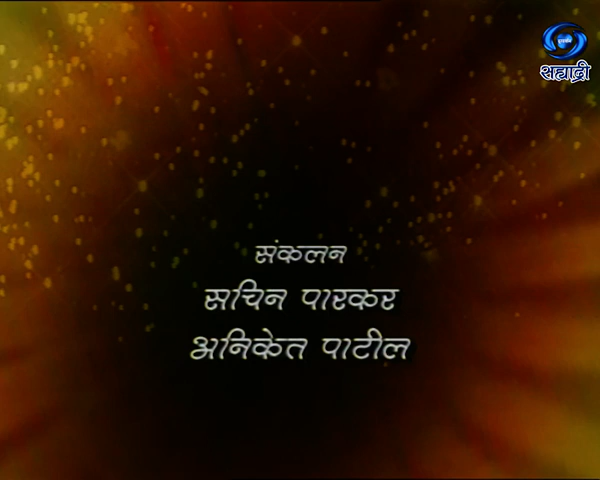 सह्याद्री
संकलन
सचिन पारकर
अनिकेत पाटील